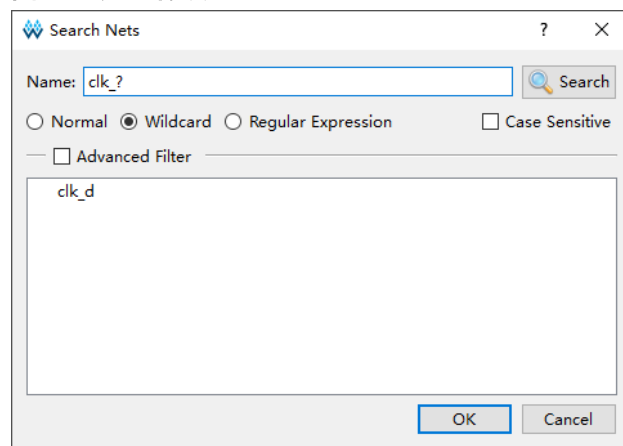 Search Nets ? ×
Name: clk_? Search
Normal Wildcard Regular Expression Case Sensitive
Advanced Filter
clk_d
OK Cancel